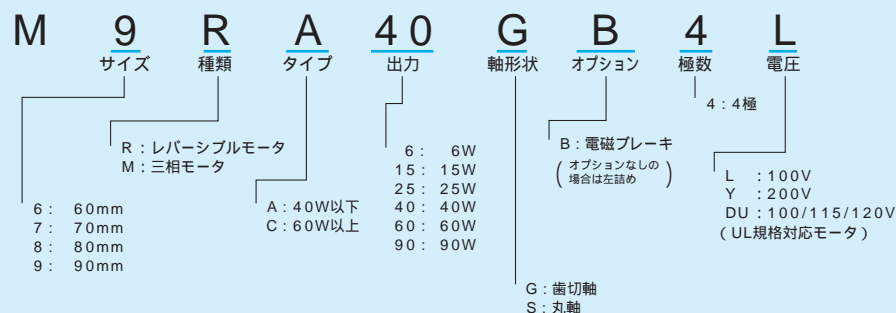 M 9 R A 40 G B 4 L
サイズ 種類 タイプ 出力 軸形状 オプション 極数 電圧
4：4極
R：レバーシブルモータ
M：三相モータ
6： 6W
15： 15W
25： 25W
40： 40W
60： 60W
90： 90W
B：電磁ブレーキ
（オプションなしの
場合は左詰め）
L ：100V
Y ：200V
DU：100/115/120V
（UL規格対応モータ）
6： 60mm
7： 70mm
8： 80mm
9： 90mm
A：40W以下
C：60W以上
G：歯切軸
S：丸軸